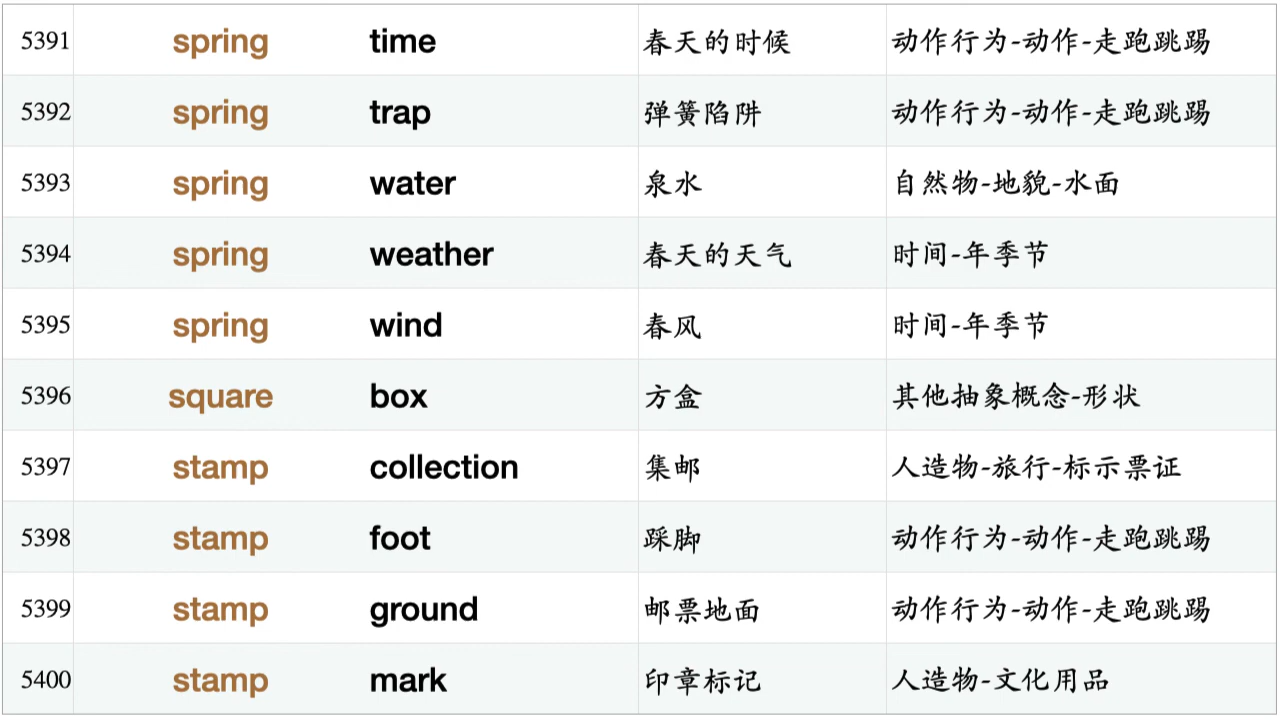 5391 spring time 春天的时候 动作行为-动作-走跑跳踢
5392 spring trap 弹簧陷阱 动作行为-动作-走跑跳踢
5393 spring water 泉水 自然物-地貌-水面
5394 spring weather 春天的天气 时间-年季节
5395 spring wind 春风 时间-年季节
5396 square box 方盒 其他抽象概念-形状
5397 stamp collection 集邮 人造物-旅行-标示票证
5398 stamp foot 踩脚 动作行为-动作-走跑跳踢
5399 stamp ground 邮票地面 动作行为-动作-走跑跳踢
5400 stamp mark 印章标记 人造物-文化用品